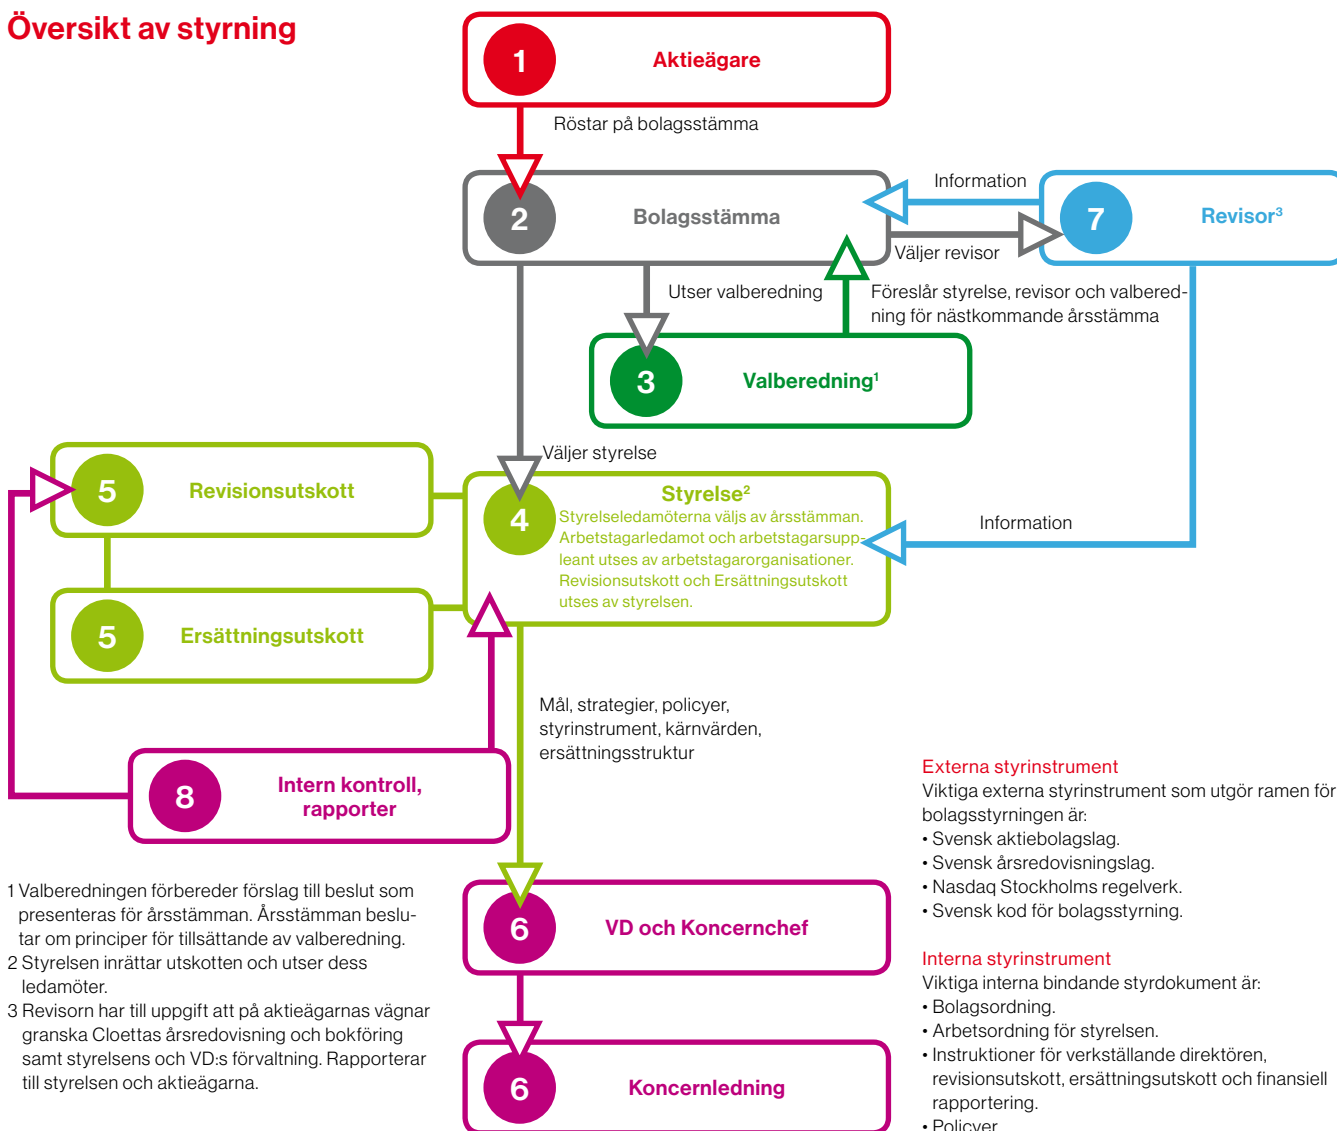 Översikt av styrning
1
Aktieägare
Röstar på bolagsstämma
2
Bolagsstämma
Information
7
Revisor³
Väljer revisor
Utser valberedning
Föreslår styrelse, revisor och valbered-
ning för nästkommande årsstämma
3
Valberedning¹
Väljer styrelse
5
Revisionsutskott
4
Styrelse²
Styrelseledamöterna väljs av årsstämman.
Arbetstagarledamot och arbetstagarsupp-
leant utses av arbetstagarorganisationer.
Revisionsutskott och Ersättningsutskott
utses av styrelsen.
Information
5
Ersättningsutskott
Mål, strategier, policyer,
styrinstrument, kärnvärden,
ersättningsstruktur
8
Intern kontroll,
rapporter
6
VD och Koncernchef
6
Koncernledning
1 Valberedningen förbereder förslag till beslut som
presenteras för årsstämman. Årsstämman beslu-
tar om principer för tillsättande av valberedning.
2 Styrelsen inrättar utskotten och utser dess
ledamöter.
3 Revisorn har till uppgift att på aktieägarnas vägnar
granska Cloettas årsredovisning och bokföring
samt styrelsens och VD:s förvaltning. Rapporterar
till styrelsen och aktieägarna.
Externa styrinstrument
Viktiga externa styrinstrument som utgör ramen för
bolagsstyrningen är:
• Svensk aktiebolagslag.
• Svensk årsredovisningslag.
• Nasdaq Stockholms regelverk.
• Svensk kod för bolagsstyrning.
Interna styrinstrument
Viktiga interna bindande styrdokument är:
• Bolagsordning.
• Arbetsordning för styrelsen.
• Instruktioner för verkställande direktören,
revisionsutskott, ersättningsutskott och finansiell
rapportering.
• Policyer